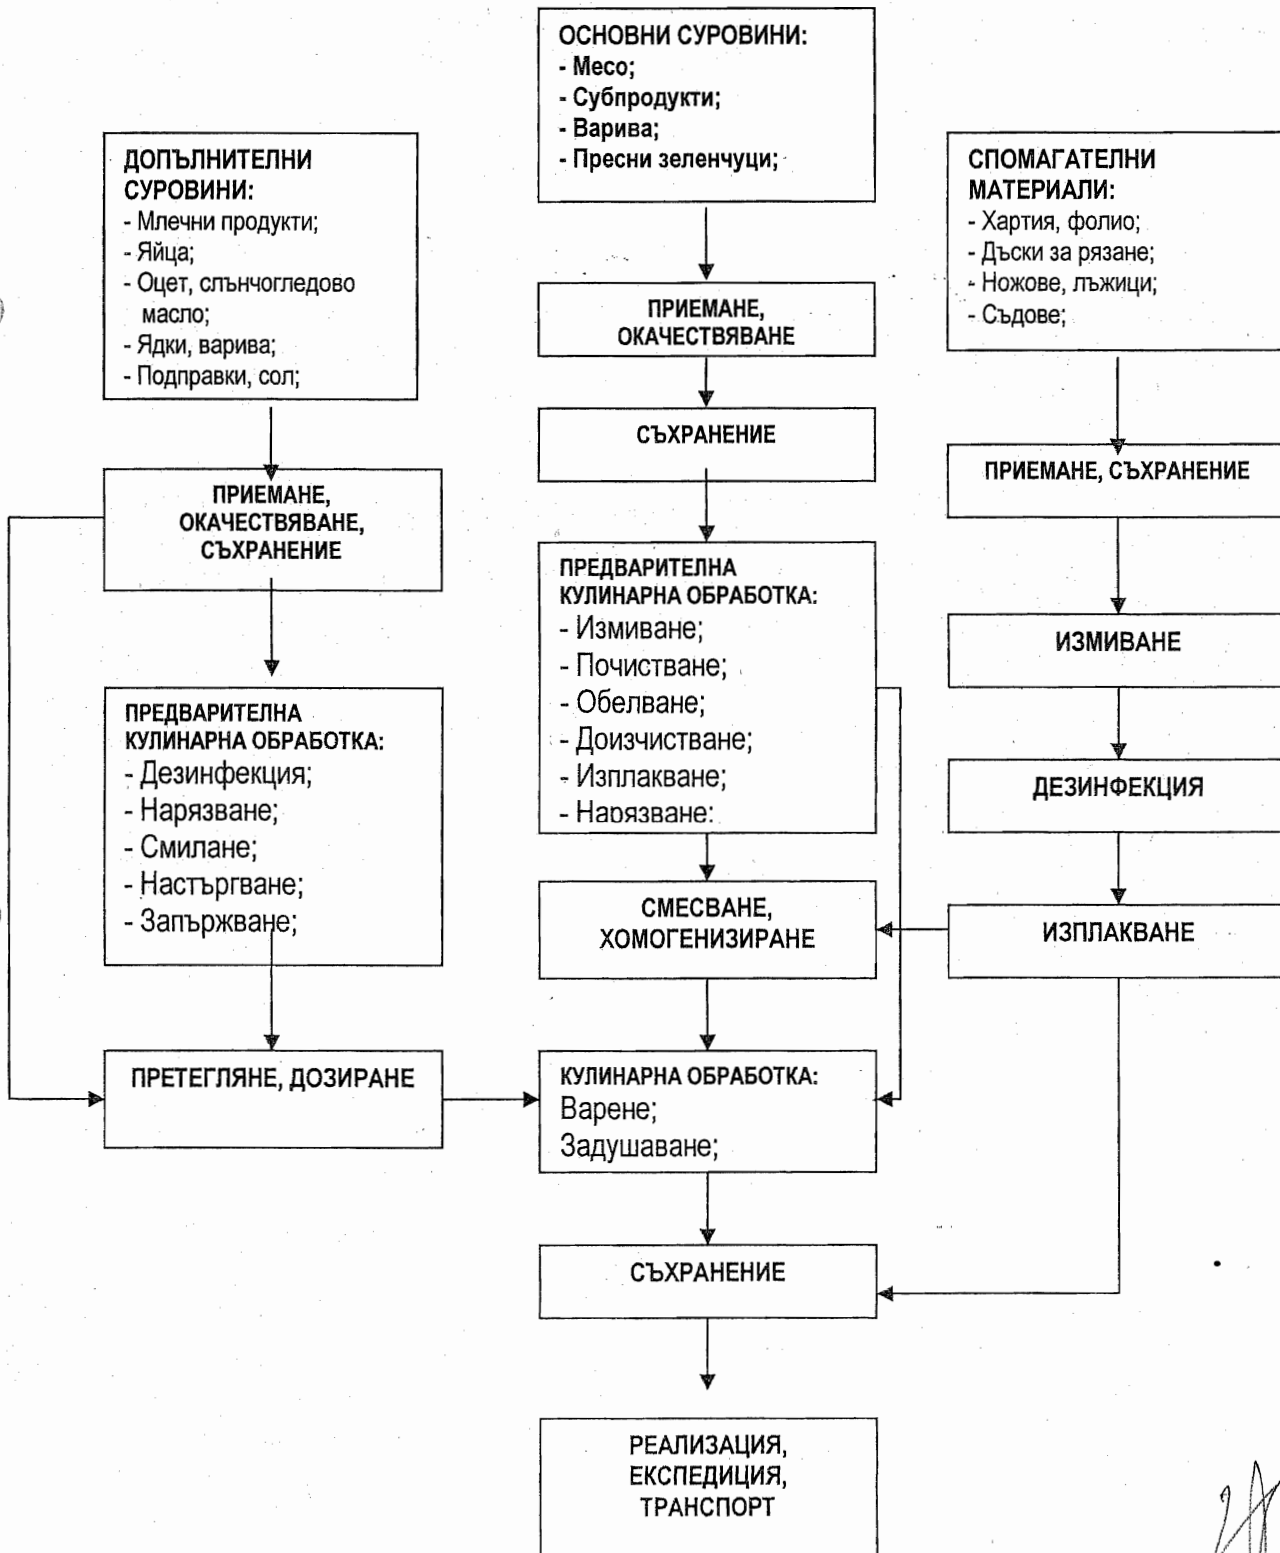 ОСНОВНИ СУРОВИНИ:
- Месо;
- Субпродукти;
- Варива;
- Пресни зеленчуци;
ДОПЪЛНИТЕЛНИ
СУРОВИНИ:
- Млечни продукти;
- Яйца;
- Оцет, слънчогледово
масло;
- Ядки, варива;
- Подправки, сол;
СПОМАГАТЕЛНИ
МАТЕРИАЛИ:
- Хартия, фолио;
- Дъски за рязане;
- Ножове, лъжици;
- Съдове;
ПРИЕМАНЕ,
ОКАЧЕСТВЯВАНЕ
СЪХРАНЕНИЕ
ПРИЕМАНЕ,
ОКАЧЕСТВЯВАНЕ,
СЪХРАНЕНИЕ
ПРИЕМАНЕ, СЪХРАНЕНИЕ
ПРЕДВАРИТЕЛНА
КУЛИНАРНА ОБРАБОТКА:
- Измиване;
- Почистване;
- Обелване;
- Доизчистване;
- Изплакване;
- Нарязване;
ИЗМИВАНЕ
ПРЕДВАРИТЕЛНА
КУЛИНАРНА ОБРАБОТКА:
- Дезинфекция;
- Нарязване;
- Смилане;
- Настъргване;
- Запържване;
ДЕЗИНФЕКЦИЯ
СМЕСВАНЕ,
ХОМОГЕНИЗИРАНЕ
ИЗПЛАКВАНЕ
ПРЕТЕГЛЯНЕ, ДОЗИРАНЕ
КУЛИНАРНА ОБРАБОТКА:
Варене;
Задушаване;
СЪХРАНЕНИЕ
РЕАЛИЗАЦИЯ,
ЕКСПЕДИЦИЯ,
ТРАНСПОРТ